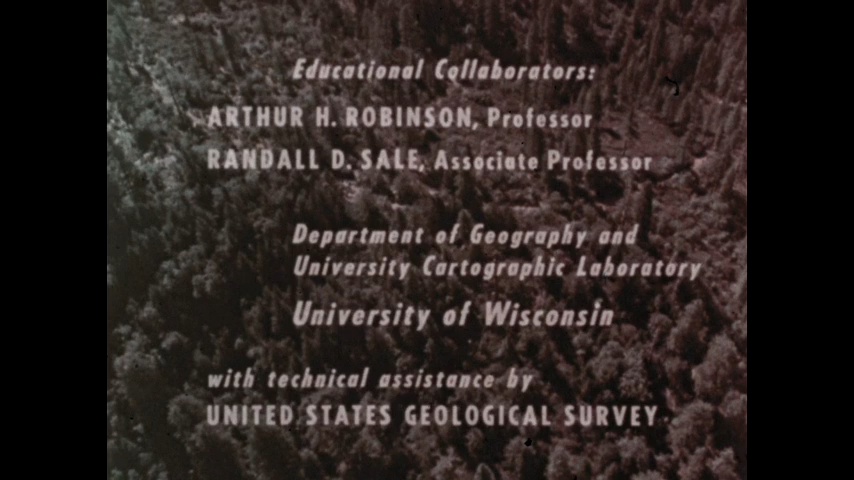 Educational Collaborators:
ARTHUR H. ROBINSON, Professor
RANDALL D. SALE, Associate Professor
Department of Geography and
University Cartographic Laboratory
University of Wisconsin
with technical assistance by
UNITED STATES GEOLOGICAL SURVEY